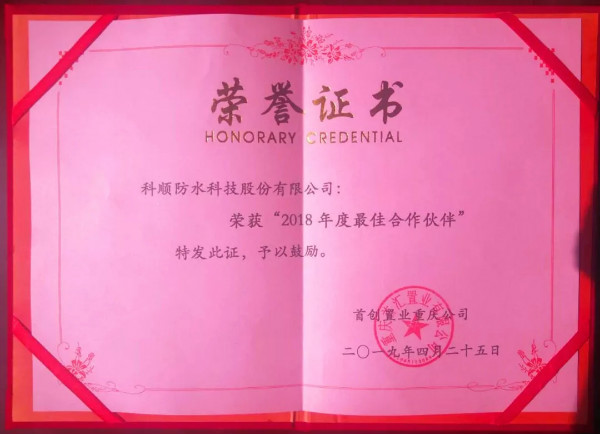 荣誉证书
HONORARY CREDENTIAL
科顺防水科技股份有限公司：
荣获“2018年度最佳合作伙伴”
特发此证，予以鼓励。
首创置业重庆公司
二〇一九年四月二十五日